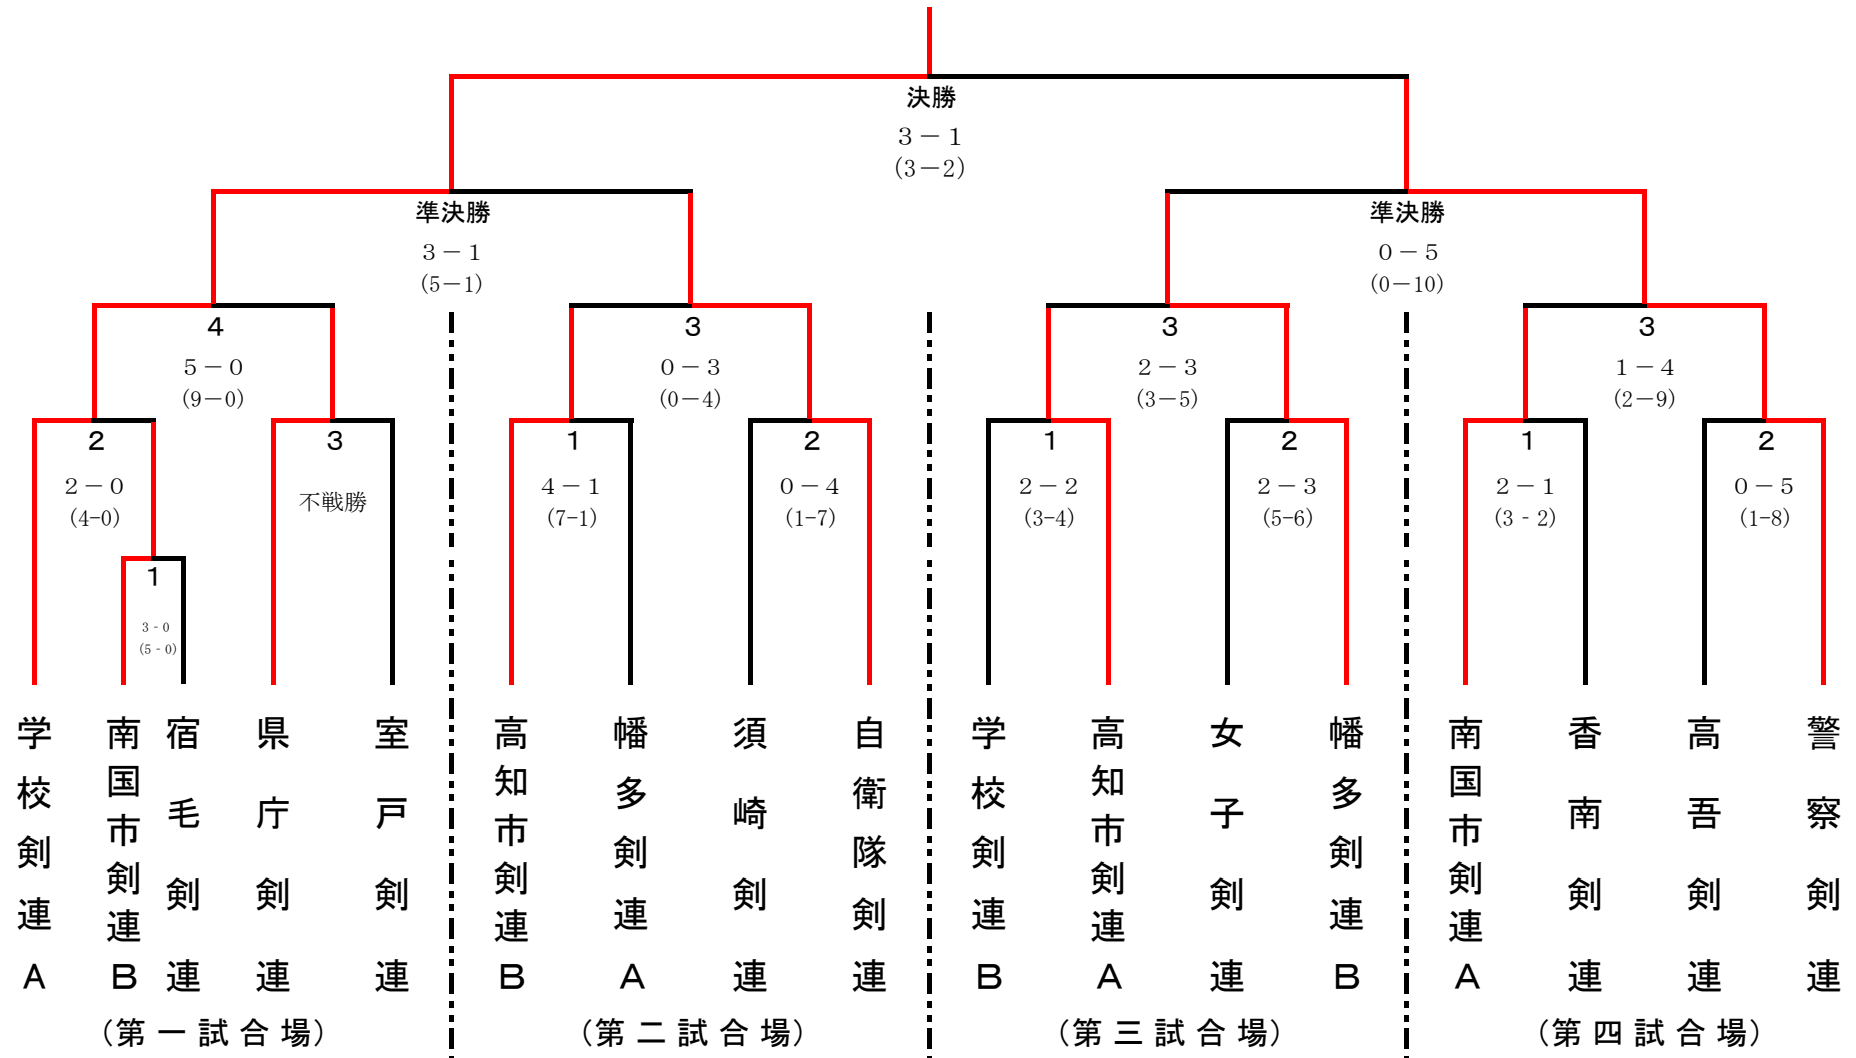 決勝
3－1
(3－2)
準決勝
3－1
(5－1)
準決勝
0－5
(0－10)
4
5－0
(9－0)
3
0－3
(0－4)
3
2－3
(3－5)
3
1－4
(2－9)
2
2－0
(4-0)
3
不戦勝
1
4－1
(7-1)
2
0－4
(1-7)
1
2－2
(3-4)
2
2－3
(5-6)
1
2－1
(3 - 2)
2
0－5
(1-8)
1
3 - 0
(5 - 0)
学校剣連A
南国市剣連B
宿毛剣連
県庁剣連
室戸剣連
高知市剣連B
幡多剣連A
須崎剣連
自衛隊剣連
学校剣連B
高知市剣連A
女子剣連
幡多剣連B
南国市剣連A
香南剣連
高吾剣連
警察剣連
(第一試合場)
(第二試合場)
(第三試合場)
(第四試合場)